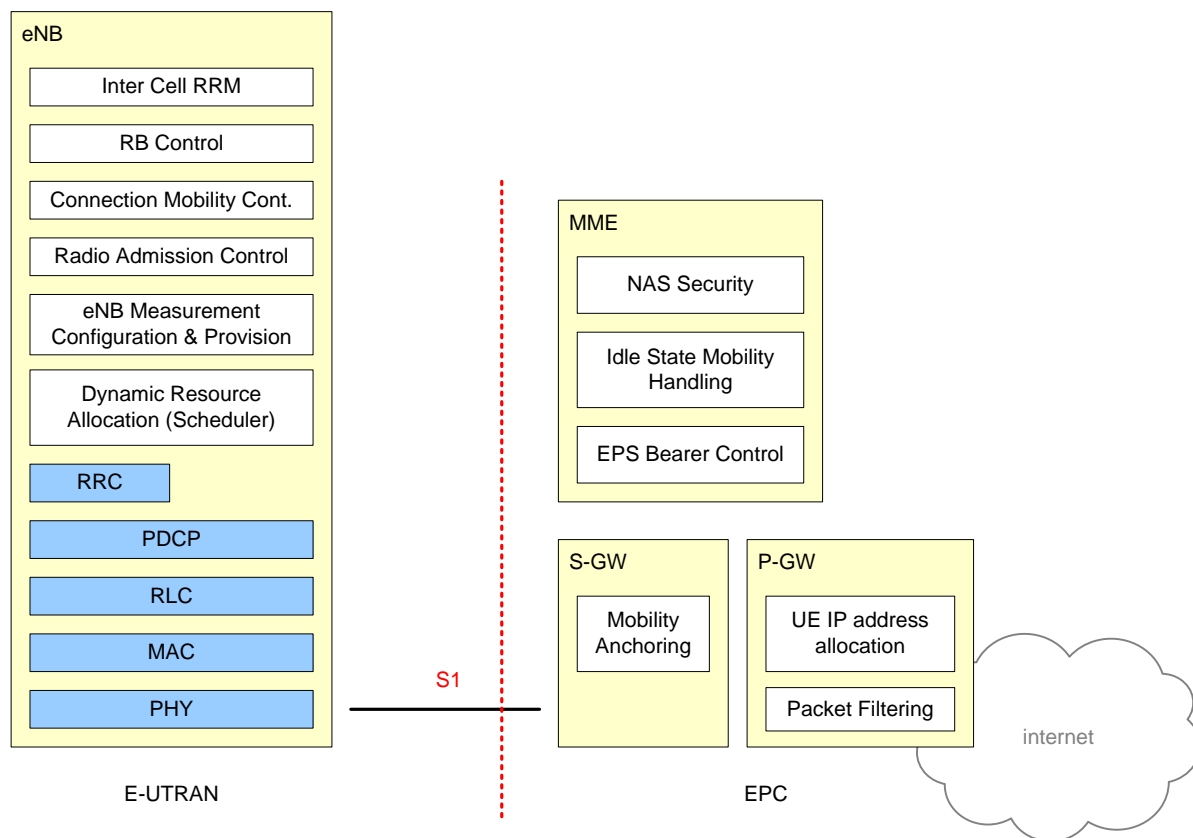 eNB
Inter Cell RRM
RB Control
Connection Mobility Cont.
Radio Admission Control
eNB Measurement
Configuration & Provision
Dynamic Resource
Allocation (Scheduler)
RRC
PDCP
RLC
MAC
PHY
S1
MME
NAS Security
Idle State Mobility
Handling
EPS Bearer Control
S-GW
Mobility
Anchoring
P-GW
UE IP address
allocation
Packet Filtering
internet
E-UTRAN
EPC